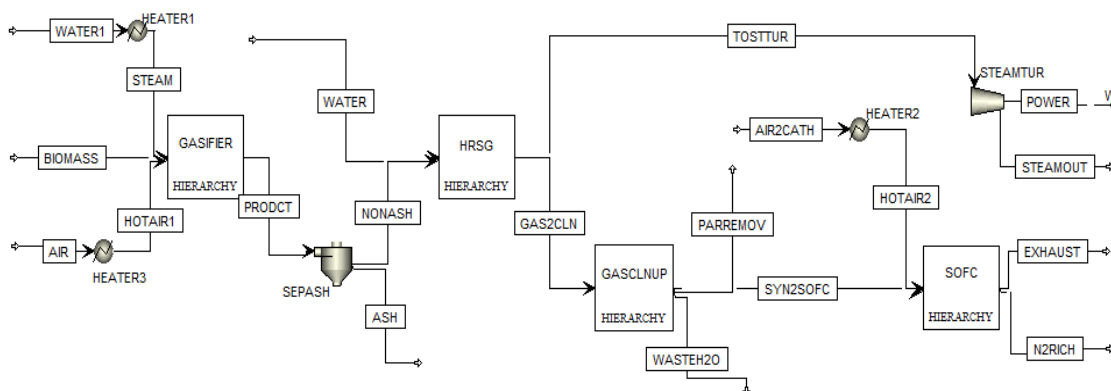 WATER1
HEATER1
STEAM
BIOMASS
GASIFIER
HIERARCHY
HOTAIR1
AIR
HEATER3
PRODCT
SEPASH
NONASH
ASH
WATER
HRSG
HIERARCHY
TOSTTUR
STEAMTUR
POWER
W
STEAMOUT
GAS2CLN
GASCLNUP
HIERARCHY
PARREMOV
WASTEH2O
SYN2SOFC
AIR2CATH
HEATER2
HOTAIR2
SOFC
HIERARCHY
EXHAUST
N2RICH